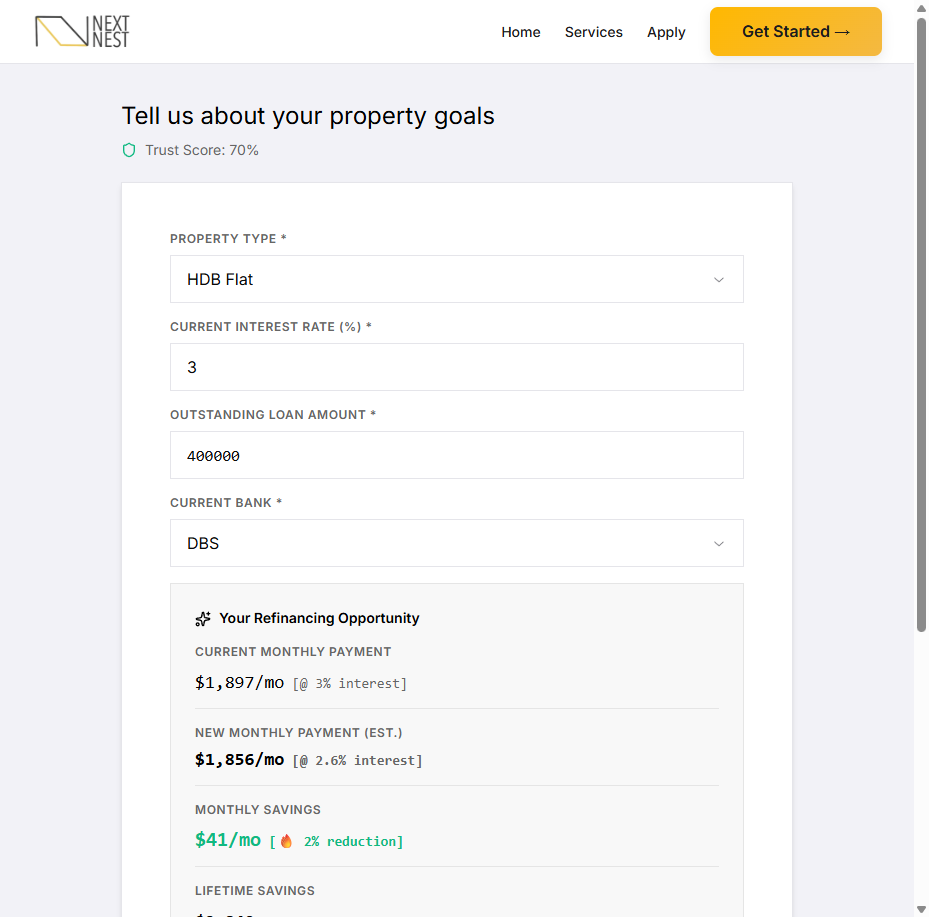 NEXT
NEST
Home
Services
Apply
Get Started →
Tell us about your property goals
Trust Score: 70%
PROPERTY TYPE *
HDB Flat
CURRENT INTEREST RATE (%) *
3
OUTSTANDING LOAN AMOUNT *
400000
CURRENT BANK *
DBS
Your Refinancing Opportunity
CURRENT MONTHLY PAYMENT
$1,897/mo [@ 3% interest]
NEW MONTHLY PAYMENT (EST.)
$1,856/mo [@ 2.6% interest]
MONTHLY SAVINGS
$41/mo [🔥 2% reduction]
LIFETIME SAVINGS